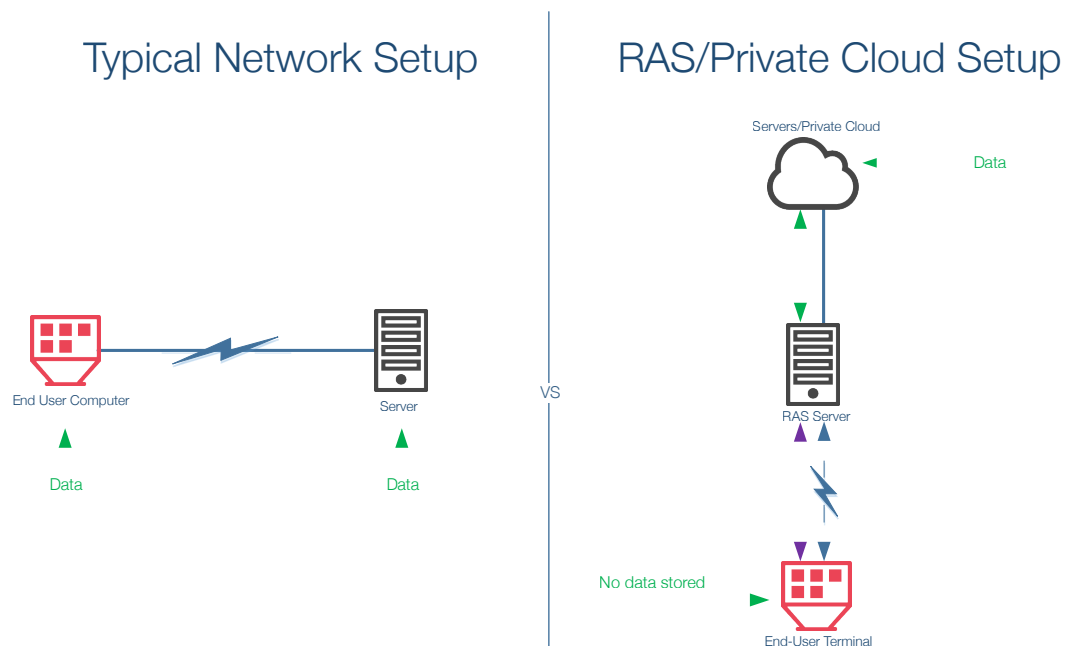 Typical Network Setup
RAS/Private Cloud Setup
Servers/Private Cloud
Data
End User Computer
Server
VS
RAS Server
Data
Data
No data stored
End-User Terminal